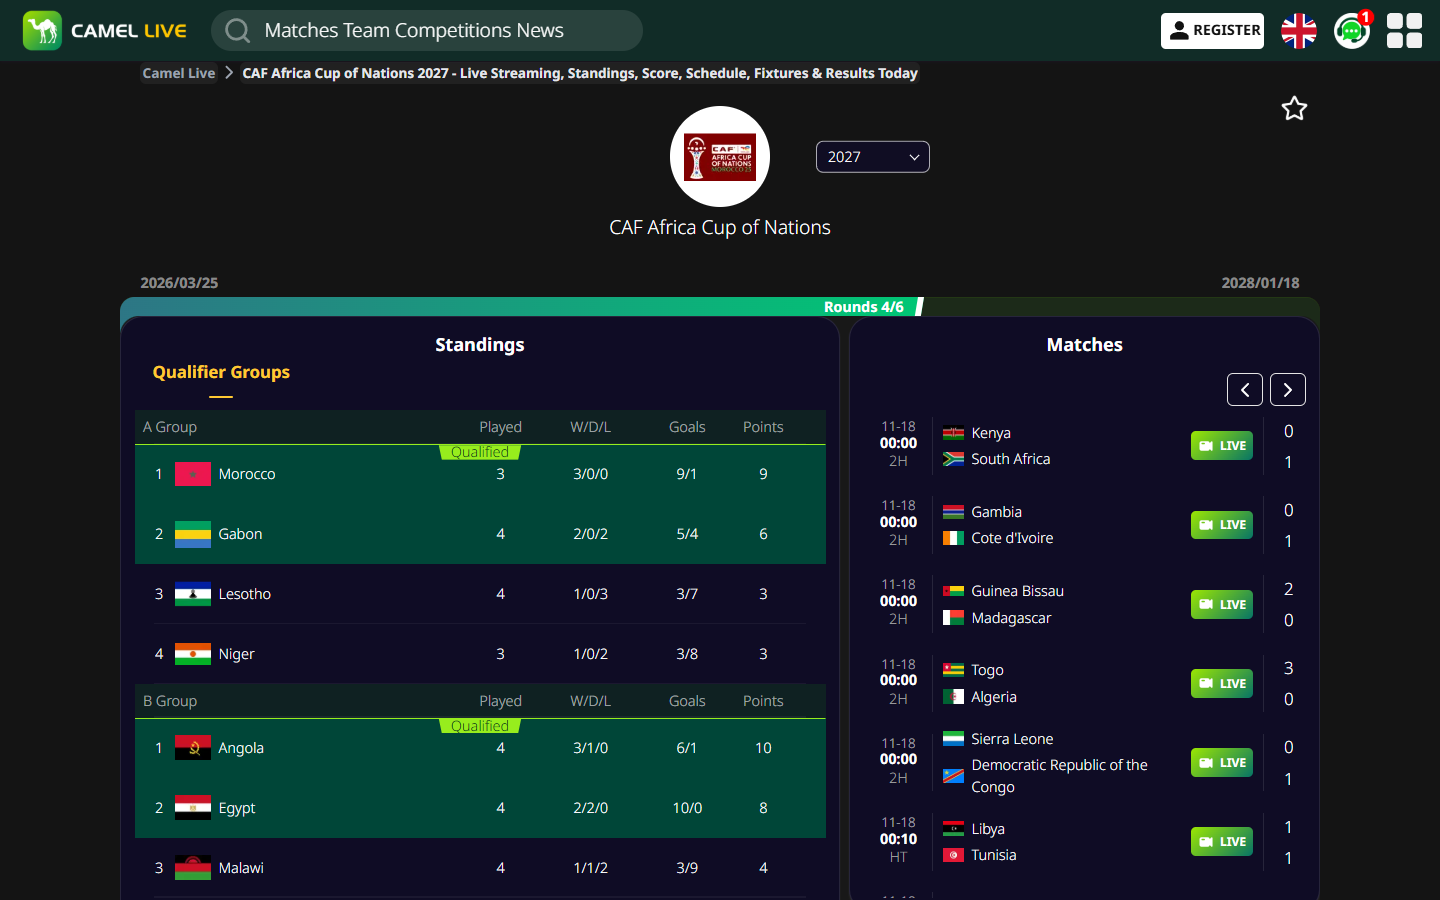 CAMEL LIVE
Matches Team Competitions News
REGISTER
1
Camel Live > CAF Africa Cup of Nations 2027 - Live Streaming, Standings, Score, Schedule, Fixtures & Results Today
CAF
AFRICA CUP
OF NATIONS
MOROCCO 25
2027
CAF Africa Cup of Nations
2026/03/25
2028/01/18
Rounds 4/6
Standings
Qualifier Groups
A Group Played W/D/L Goals Points
Qualified
1 Morocco 3 3/0/0 9/1 9
2 Gabon 4 2/0/2 5/4 6
3 Lesotho 4 1/0/3 3/7 3
4 Niger 3 1/0/2 3/8 3
B Group Played W/D/L Goals Points
Qualified
1 Angola 4 3/1/0 6/1 10
2 Egypt 4 2/2/0 10/0 8
3 Malawi 4 1/1/2 3/9 4
Matches
11-18
00:00
2H
Kenya
South Africa
LIVE
0
1
11-18
00:00
2H
Gambia
Cote d'Ivoire
LIVE
0
1
11-18
00:00
2H
Guinea Bissau
Madagascar
LIVE
2
0
11-18
00:00
2H
Togo
Algeria
LIVE
3
0
11-18
00:00
2H
Sierra Leone
Democratic Republic of the
Congo
LIVE
0
1
11-18
00:10
HT
Libya
Tunisia
LIVE
1
1